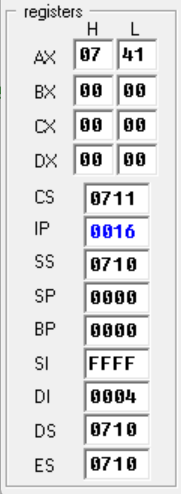 registers
H L
AX 07 41
BX 00 00
CX 00 00
DX 00 00
CS 0711
IP 0016
SS 0710
SP 0000
BP 0000
SI FFFF
DI 0004
DS 0710
ES 0710